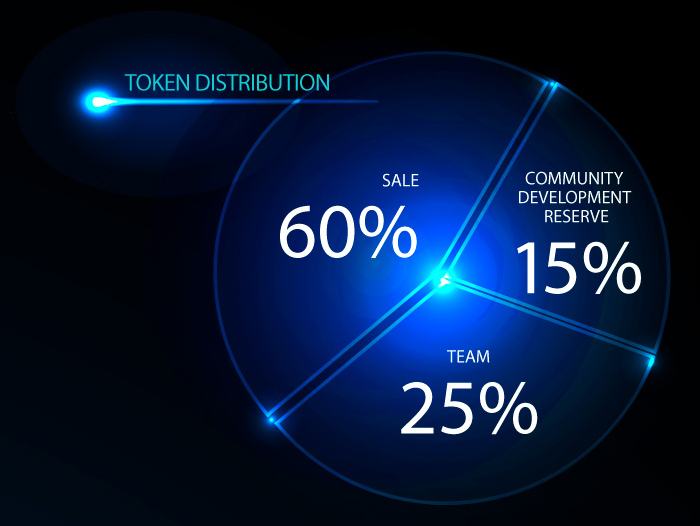 TOKEN DISTRIBUTION
SALE
60%
COMMUNITY
DEVELOPMENT
RESERVE
15%
TEAM
25%